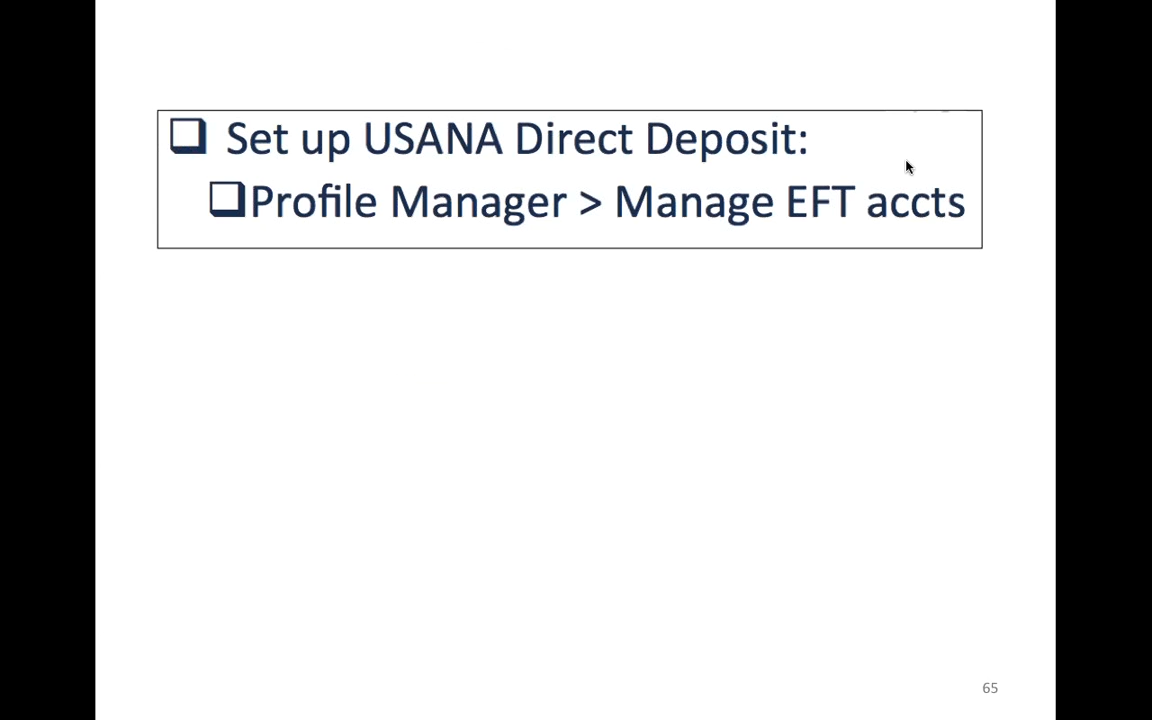 ❑ Set up USANA Direct Deposit:
❑Profile Manager > Manage EFT accts
65